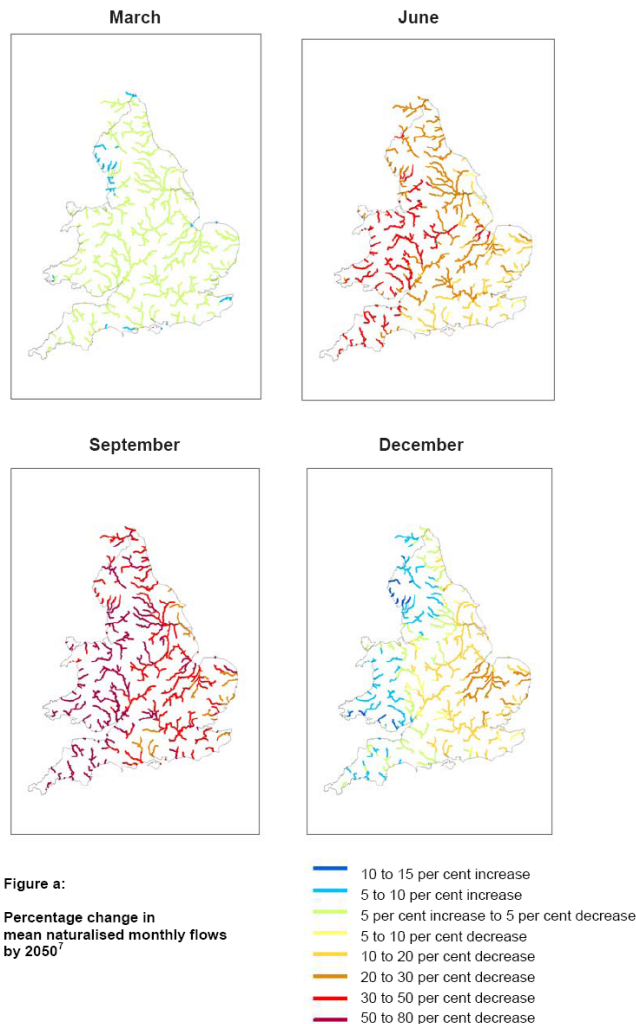 March
June
September
December
Figure a:
Percentage change in
mean naturalised monthly flows
by 2050⁷
10 to 15 per cent increase
5 to 10 per cent increase
5 per cent increase to 5 per cent decrease
5 to 10 per cent decrease
10 to 20 per cent decrease
20 to 30 per cent decrease
30 to 50 per cent decrease
50 to 80 per cent decrease